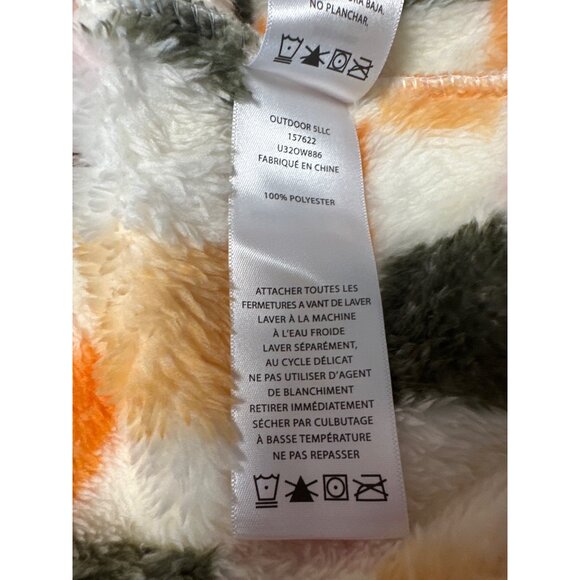 BAJA.
NO PLANCHAR.
OUTDOOR 5LLC
157622
U32OW886
FABRIQUÉ EN CHINE
100% POLYESTER
ATTACHER TOUTES LES
FERMETURES A VANT DE LAVER
LAVER À LA MACHINE
À L'EAU FROIDE
LAVER SÉPARÉMENT,
AU CYCLE DÉLICAT
NE PAS UTILISER D'AGENT
DE BLANCHIMENT
RETIRER IMMÉDIATEMENT
SÉCHER PAR CULBUTAGE
À BASSE TEMPÉRATURE
NE PAS REPASSER